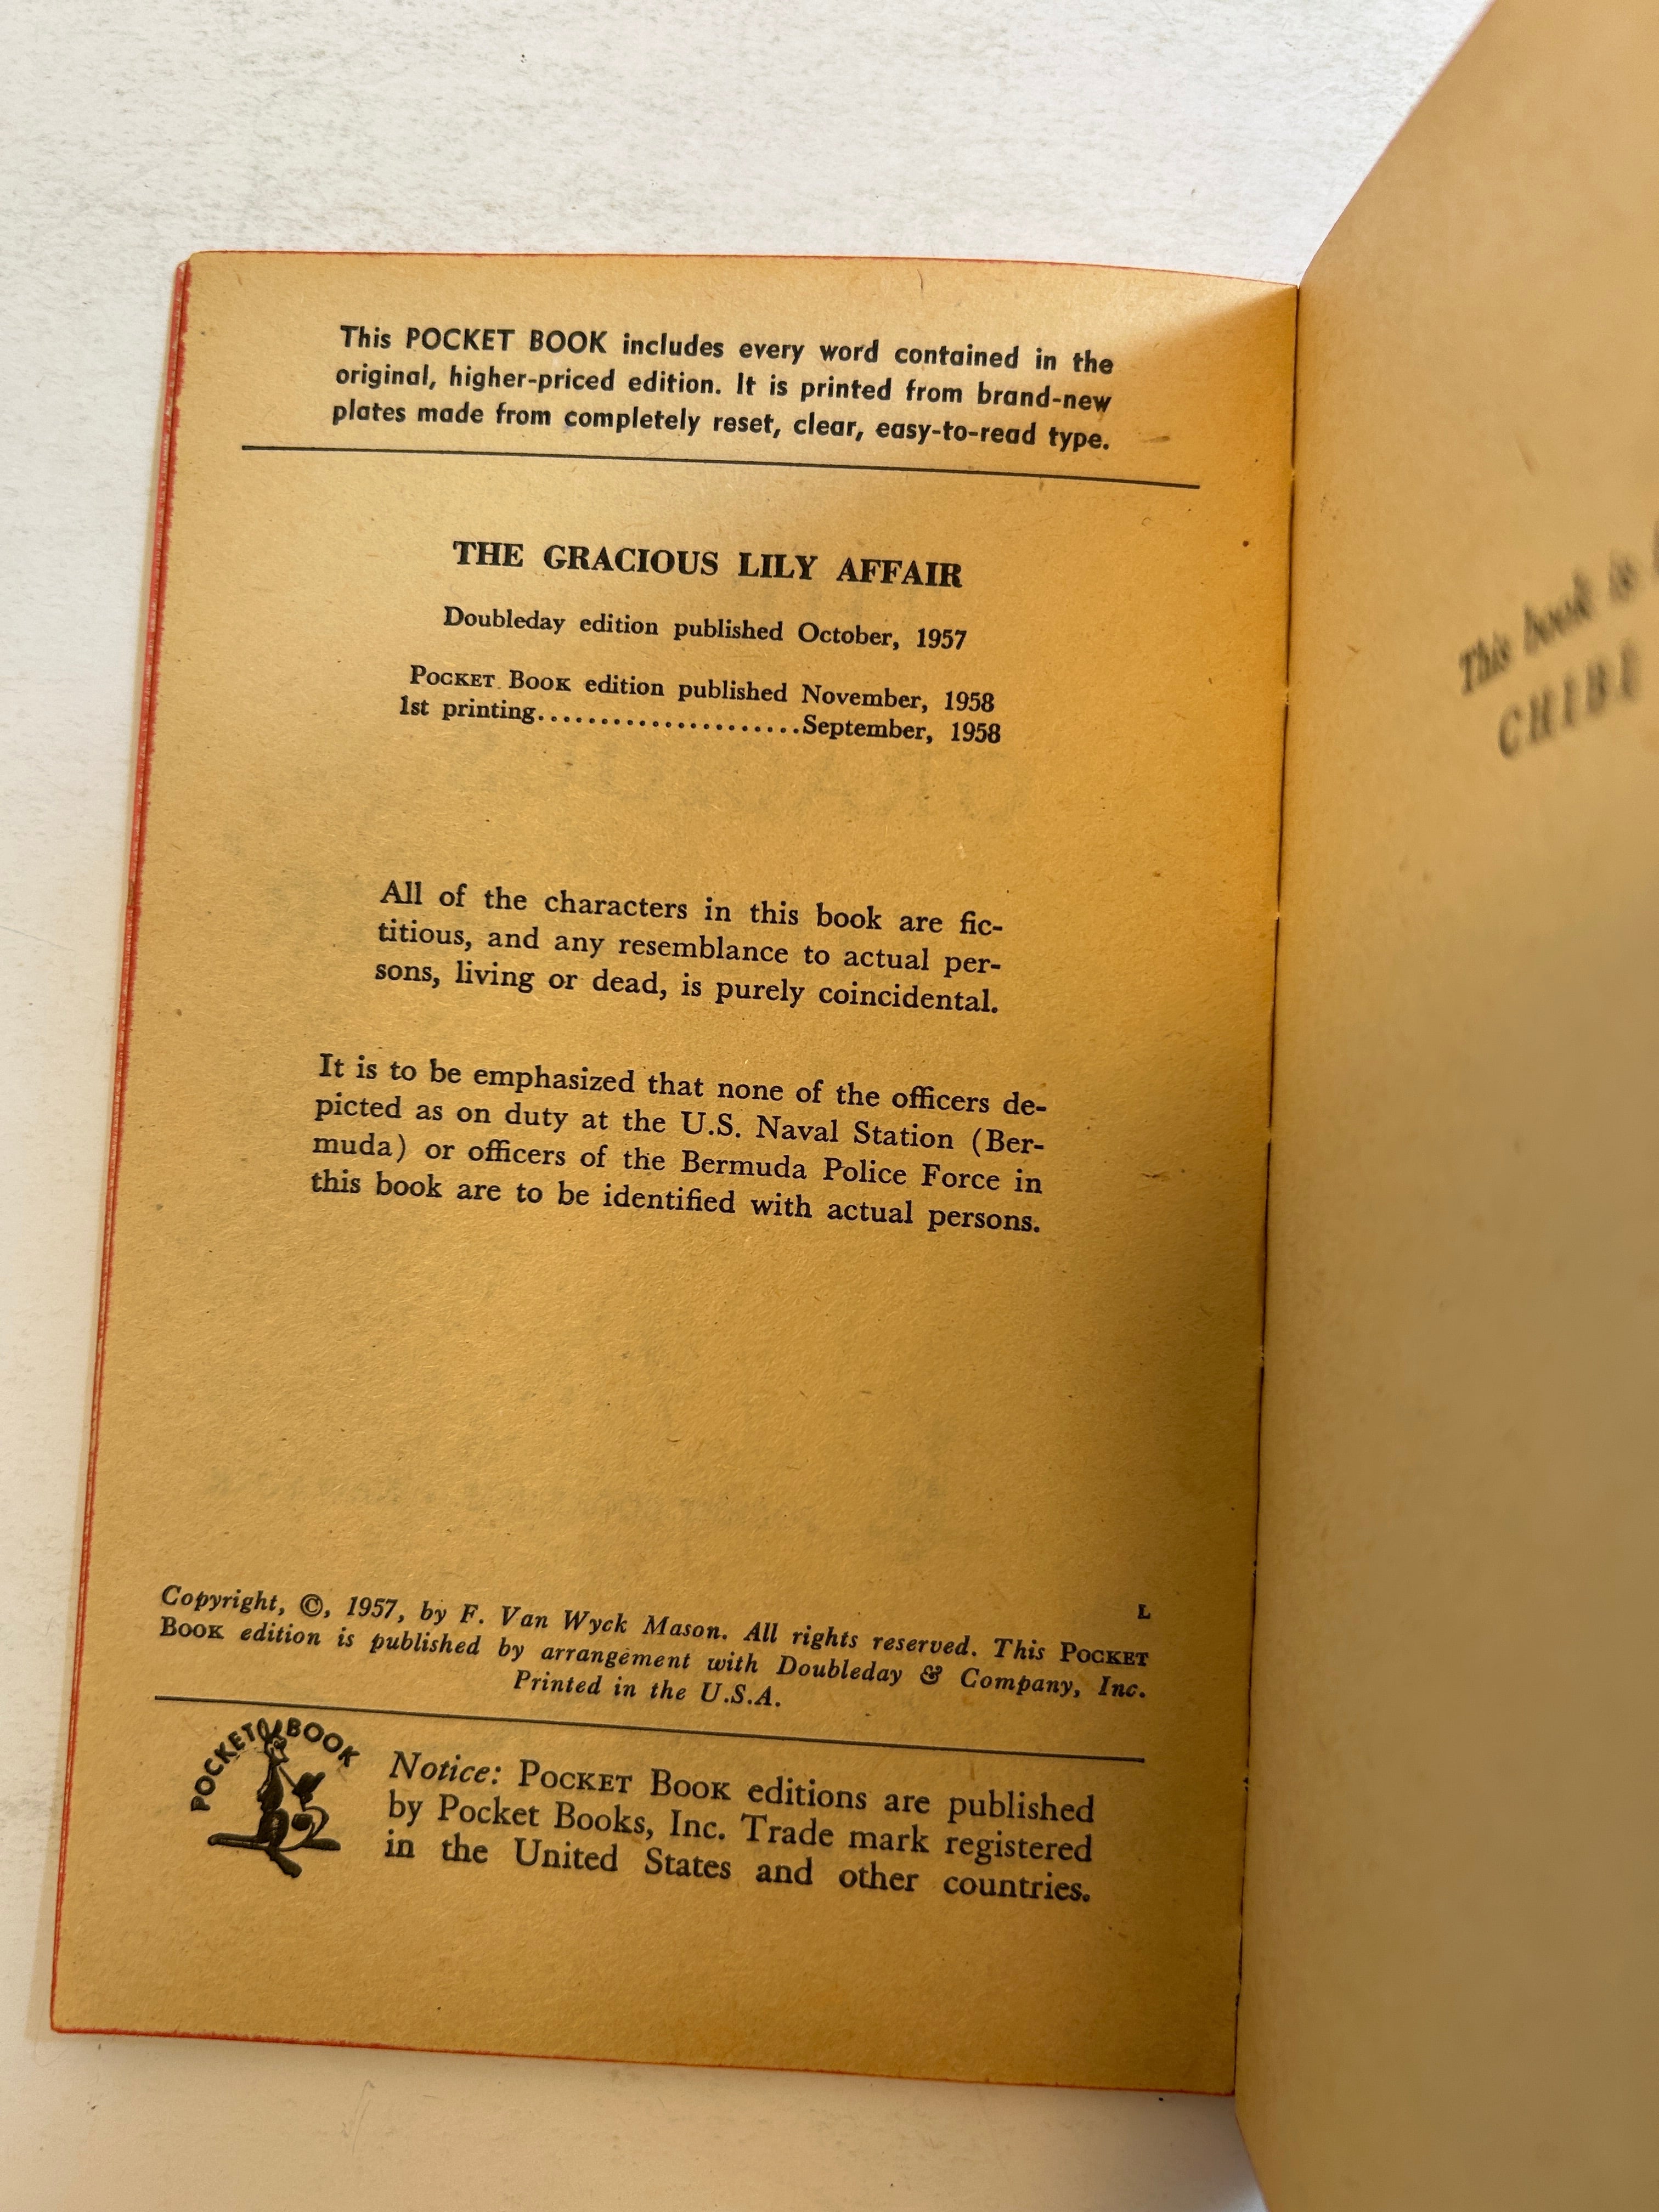 This POCKET BOOK includes every word contained in the
original, higher-priced edition. It is printed from brand-new
plates made from completely reset, clear, easy-to-read type.
THE GRACIOUS LILY AFFAIR
Doubleday edition published October, 1957
POCKET BOOK edition published November, 1958
1st printing......................September, 1958
All of the characters in this book are fic-
titious, and any resemblance to actual per-
sons, living or dead, is purely coincidental.
It is to be emphasized that none of the officers de-
picted as on duty at the U.S. Naval Station (Ber-
muda) or officers of the Bermuda Police Force in
this book are to be identified with actual persons.
L
Copyright, ©, 1957, by F. Van Wyck Mason. All rights reserved. This POCKET
BOOK edition is published by arrangement with Doubleday & Company, Inc.
Printed in the U.S.A.
POCKET BOOK
Notice: POCKET BOOK editions are published
by Pocket Books, Inc. Trade mark registered
in the United States and other countries.
This book is